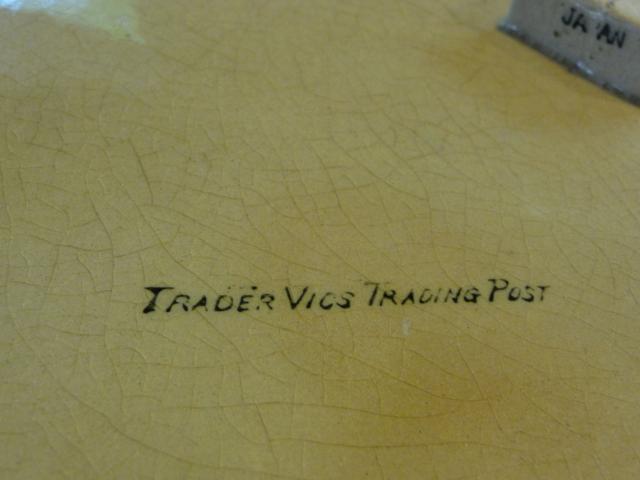 JAPAN
TRADER VICS TRADING POST